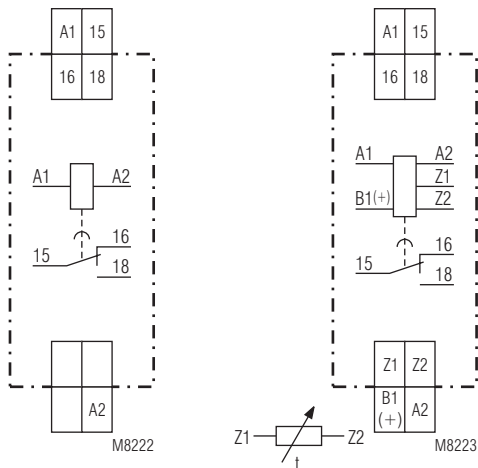 A1 15
16 18
A1 A2
15 16
18
A2
M8222
A1 15
16 18
A1 A2
Z1
B1(+) Z2
15 16
18
Z1 Z2
B1 (+) A2
Z1 Z2
t
M8223